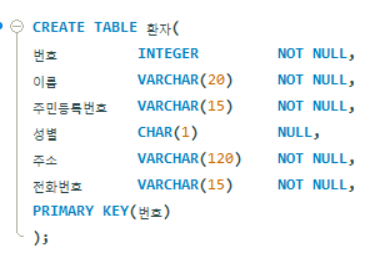 CREATE TABLE 환자(
번호 INTEGER NOT NULL,
이름 VARCHAR(20) NOT NULL,
주민등록번호 VARCHAR(15) NOT NULL,
성별 CHAR(1) NULL,
주소 VARCHAR(120) NOT NULL,
전화번호 VARCHAR(15) NOT NULL,
PRIMARY KEY(번호)
);